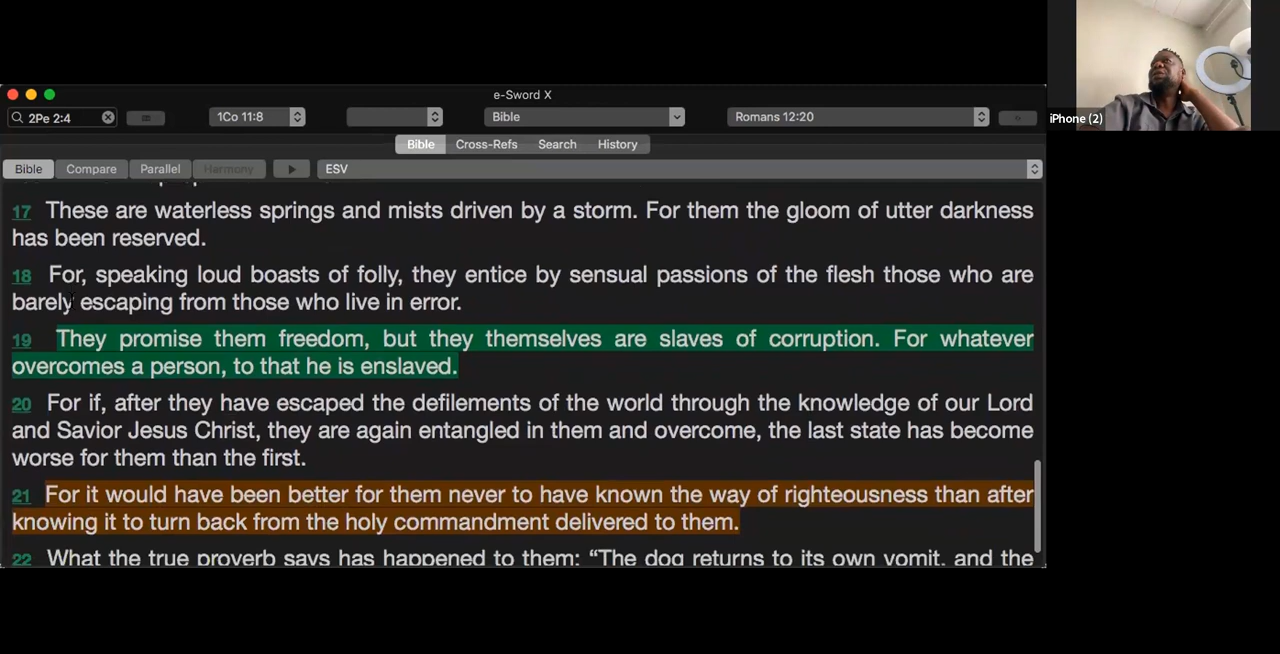 e-Sword X
2Pe 2:4
1Co 11:8
Bible
Romans 12:20
iPhone (2)
Bible Cross-Refs Search History
Bible Compare Parallel Harmony ESV
17 These are waterless springs and mists driven by a storm. For them the gloom of utter darkness
has been reserved.
18 For, speaking loud boasts of folly, they entice by sensual passions of the flesh those who are
barely escaping from those who live in error.
19 They promise them freedom, but they themselves are slaves of corruption. For whatever
overcomes a person, to that he is enslaved.
20 For if, after they have escaped the defilements of the world through the knowledge of our Lord
and Savior Jesus Christ, they are again entangled in them and overcome, the last state has become
worse for them than the first.
21 For it would have been better for them never to have known the way of righteousness than after
knowing it to turn back from the holy commandment delivered to them.
22 What the true proverb says has happened to them: “The dog returns to its own vomit, and the